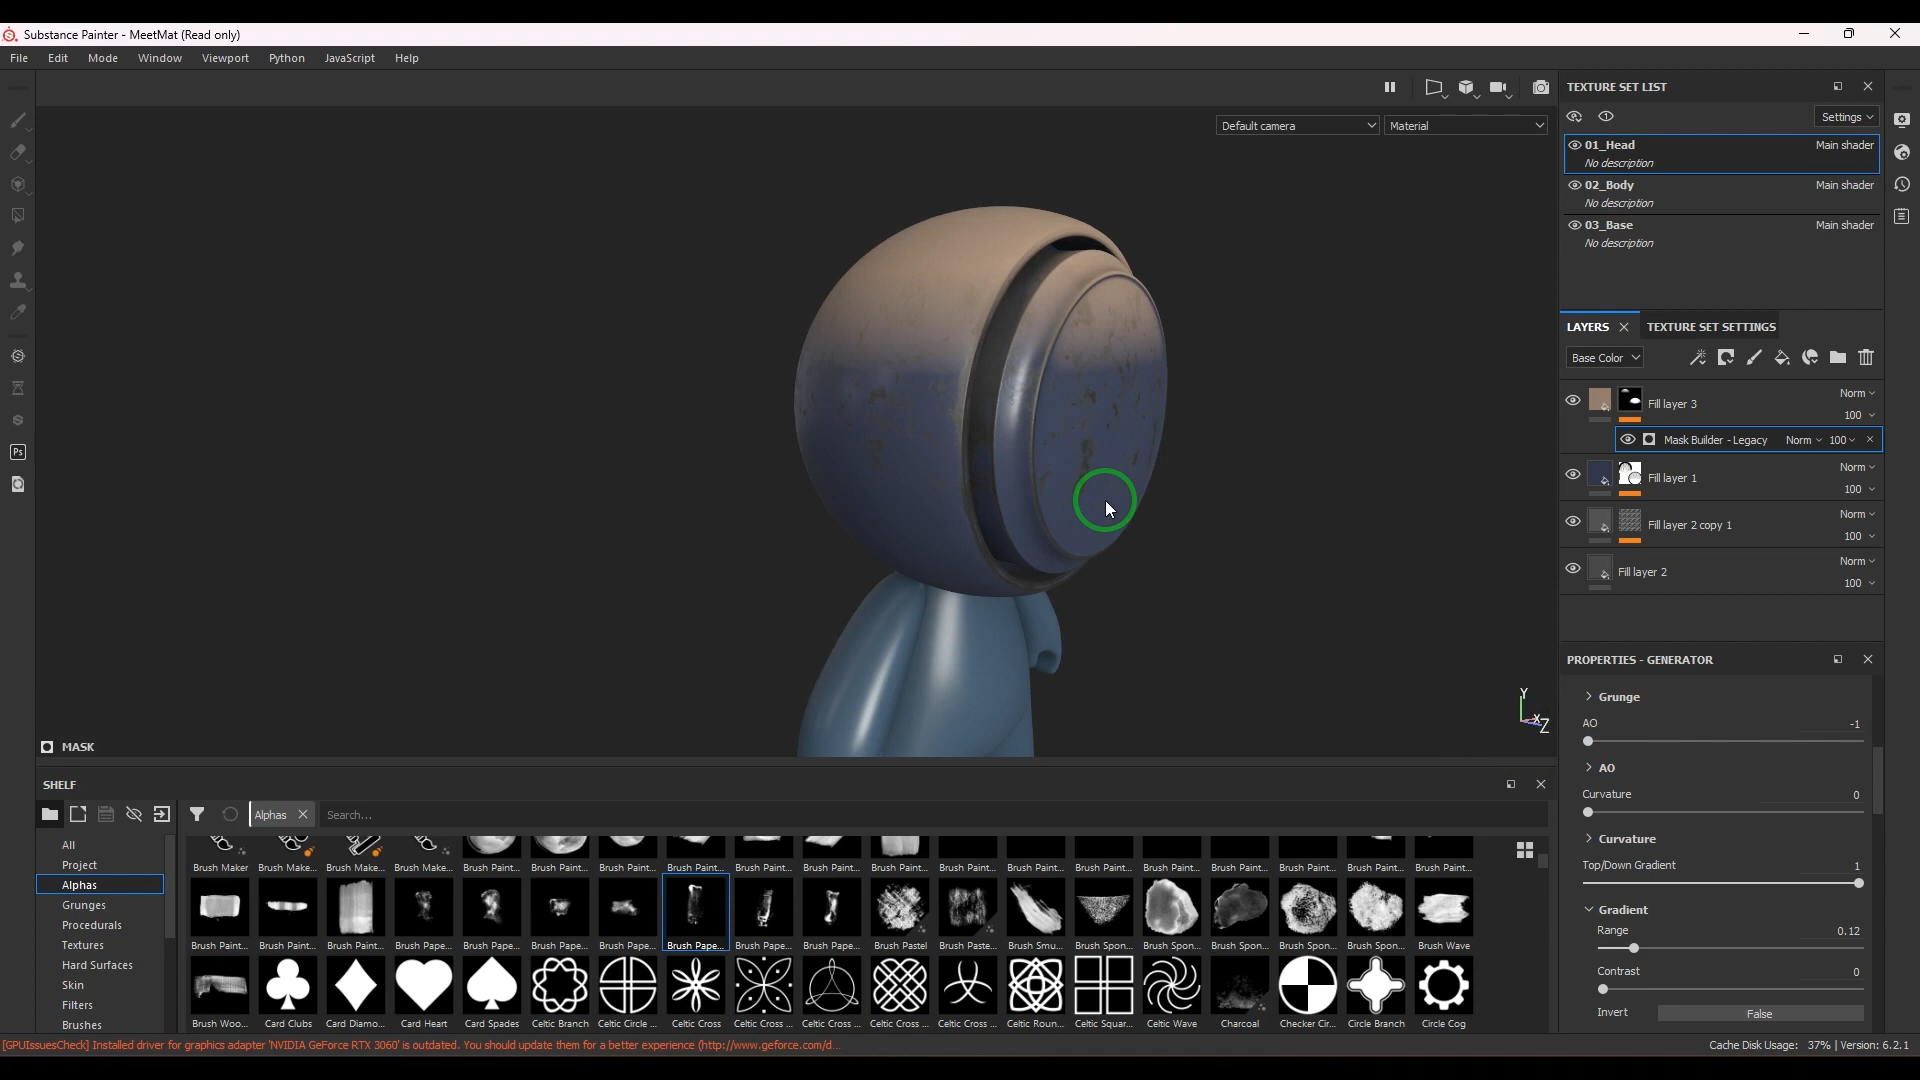 Substance Painter - MeetMat (Read only)
File Edit Mode Window Viewport Python JavaScript Help
Default camera Material
TEXTURE SET LIST
Settings
01_Head Main shader
No description
02_Body Main shader
No description
03_Base Main shader
No description
LAYERS TEXTURE SET SETTINGS
Base Color
Norm
Fill layer 3
100
Mask Builder - Legacy Norm 100
Norm
Fill layer 1
100
Norm
Fill layer 2 copy 1
100
Norm
Fill layer 2
100
PROPERTIES - GENERATOR
Grunge
AO -1
AO
Curvature 0
Curvature
Top/Down Gradient 1
Gradient
Range 0.12
Contrast 0
Invert False
Ps
Y
X
Z
MASK
SHELF
Alphas Search...
All
Project
Alphas
Grunges
Procedurals
Textures
Hard Surfaces
Skin
Filters
Brushes
Brush Maker Brush Make... Brush Make... Brush Make... Brush Paint... Brush Paint... Brush Paint... Brush Paint... Brush Paint... Brush Paint... Brush Paint... Brush Paint... Brush Paint... Brush Paint... Brush Paint... Brush Paint... Brush Paint... Brush Paint... Brush Paint...
Brush Paint... Brush Paint... Brush Paint... Brush Pape... Brush Pape... Brush Pape... Brush Pape... Brush Pape... Brush Pape... Brush Pape... Brush Pastel Brush Paste... Brush Smu... Brush Spon... Brush Spon... Brush Spon... Brush Spon... Brush Spon... Brush Wave
Brush Woo... Card Clubs Card Diamo... Card Heart Card Spades Celtic Branch Celtic Circle ... Celtic Cross Celtic Cross ... Celtic Cross ... Celtic Cross ... Celtic Cross ... Celtic Roun... Celtic Squar... Celtic Wave Charcoal Checker Cir... Circle Branch Circle Cog
[GPUIssuesCheck] Installed driver for graphics adapter 'NVIDIA GeForce RTX 3060' is outdated. You should update them for a better experience (http://www.geforce.com/d...
Cache Disk Usage: 37% | Version: 6.2.1